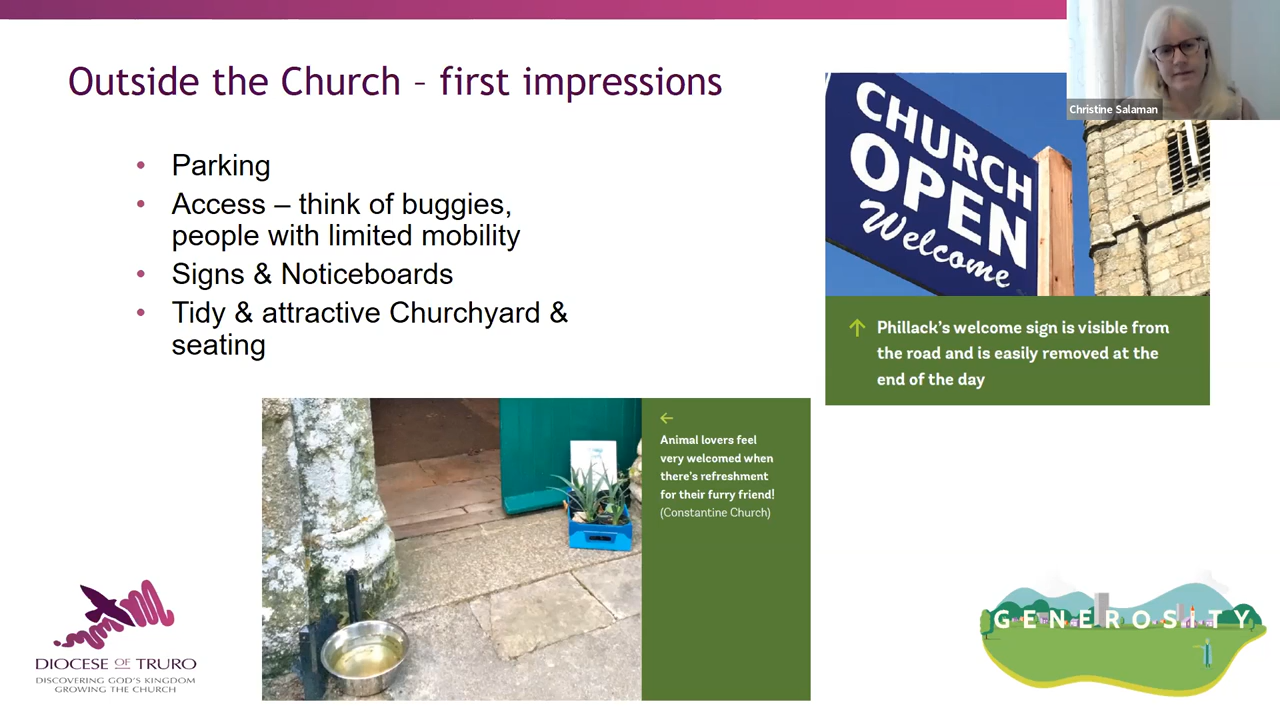 Outside the Church – first impressions
• Parking
• Access – think of buggies,
people with limited mobility
• Signs & Noticeboards
• Tidy & attractive Churchyard &
seating
CHURCH
OPEN
Welcome
Christine Salaman
↑ Phillack's welcome sign is visible from
the road and is easily removed at the
end of the day
←
Animal lovers feel
very welcomed when
there's refreshment
for their furry friend!
(Constantine Church)
DIOCESE OF TRURO
DISCOVERING GOD'S KINGDOM
GROWING THE CHURCH
GENEROSITY